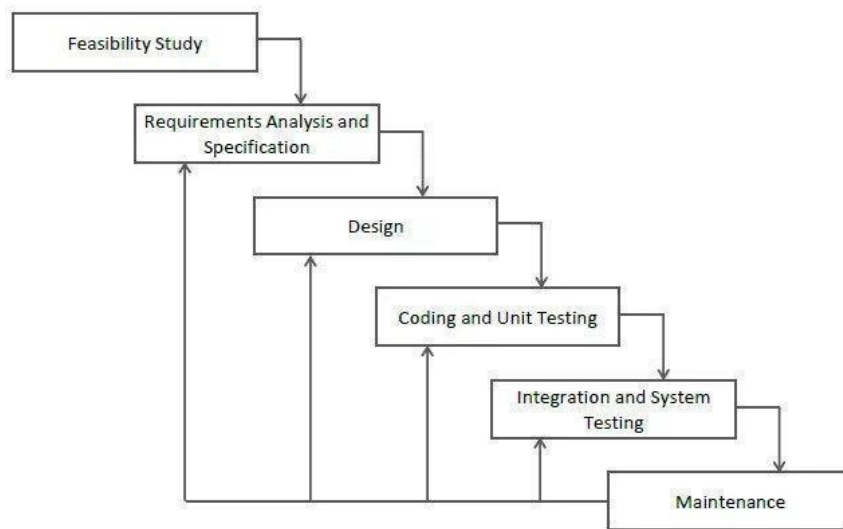 Feasibility Study
Requirements Analysis and
Specification
Design
Coding and Unit Testing
Integration and System
Testing
Maintenance